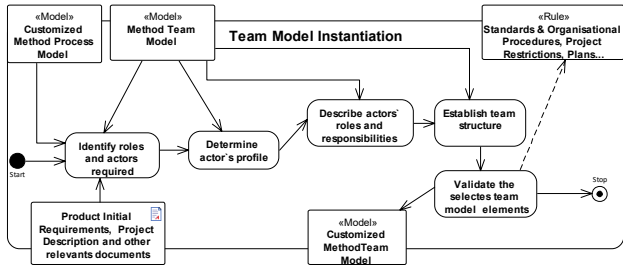 «Model»
Customized
Method Process
Model
«Model»
Method Team
Model
Team Model Instantiation
«Rule»
Standards & Organisational
Procedures, Project
Restrictions, Plans...
Describe actors`
roles and
responsibilities
Establish team
structure
Identify roles
and actors
required
Determine
actor`s profile
Start
Validate the
selectes team
model elements
Stop
Product Initial
Requirements, Project
Description and other
relevants documents
«Model»
Customized
MethodTeam
Model